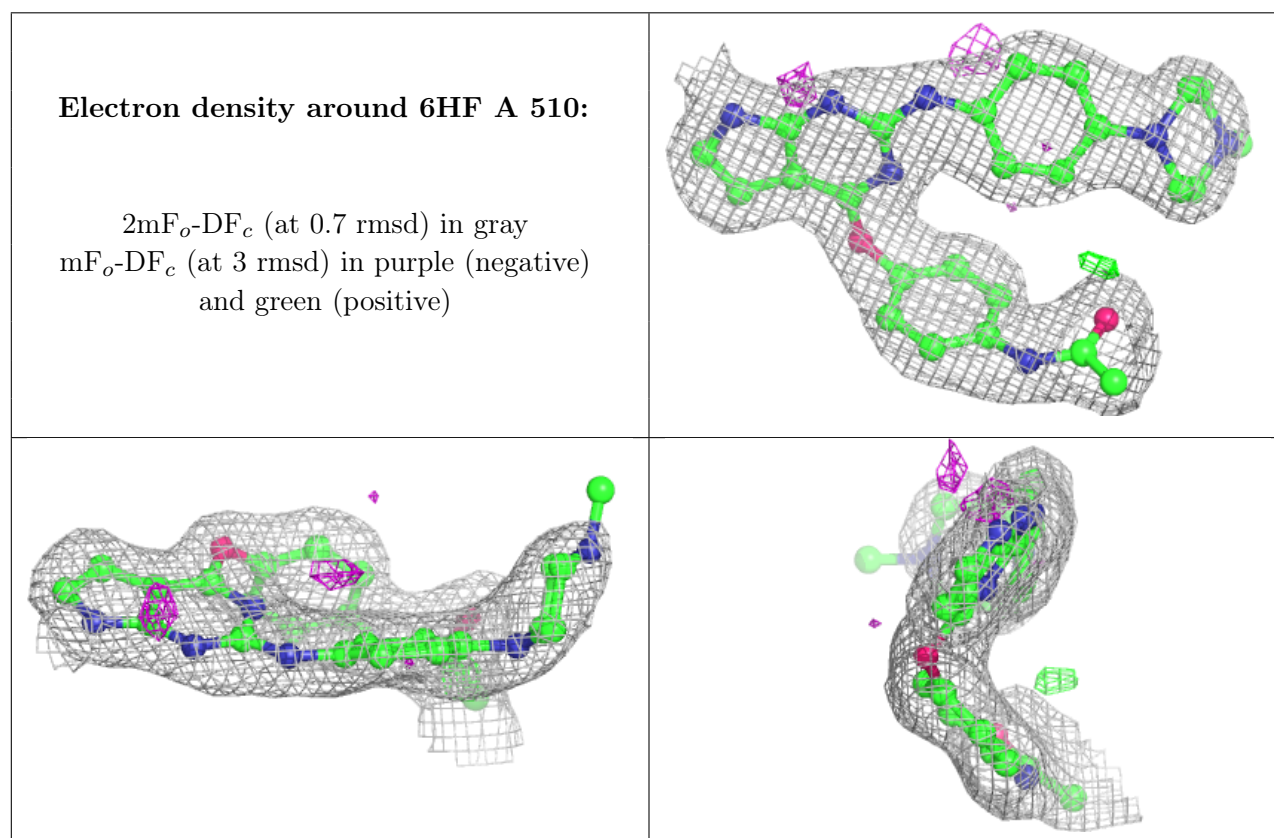 Electron density around 6HF A 510:
2mFo-DFc (at 0.7 rmsd) in gray
mFo-DFc (at 3 rmsd) in purple (negative)
and green (positive)